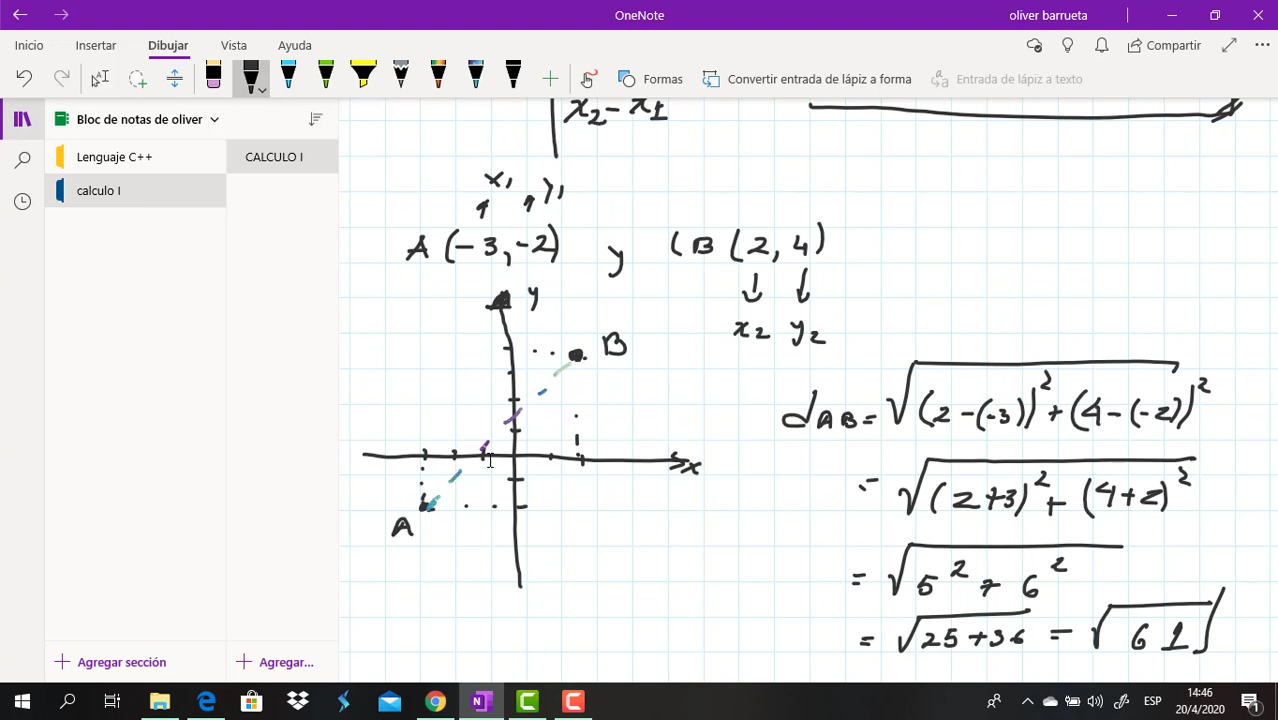 OneNote
oliver barrueta
Inicio Insertar Dibujar Vista Ayuda
Compartir
Formas
Convertir entrada de lápiz a forma
Entrada de lápiz a texto
Bloc de notas de oliver
Lenguaje C++
calculo I
CALCULO I
x₂ - x₁
x₁ , y₁
A (-3, -2) y (B (2, 4)
x₂ y₂
y
B
x
A
d AB = √(2-(-3))² + (4-(-2))²
= √(2+3)² + (4+2)²
= √5² + 6²
= √25+36 = √61
Agregar sección
Agregar...
ESP
14:46
20/4/2020
1